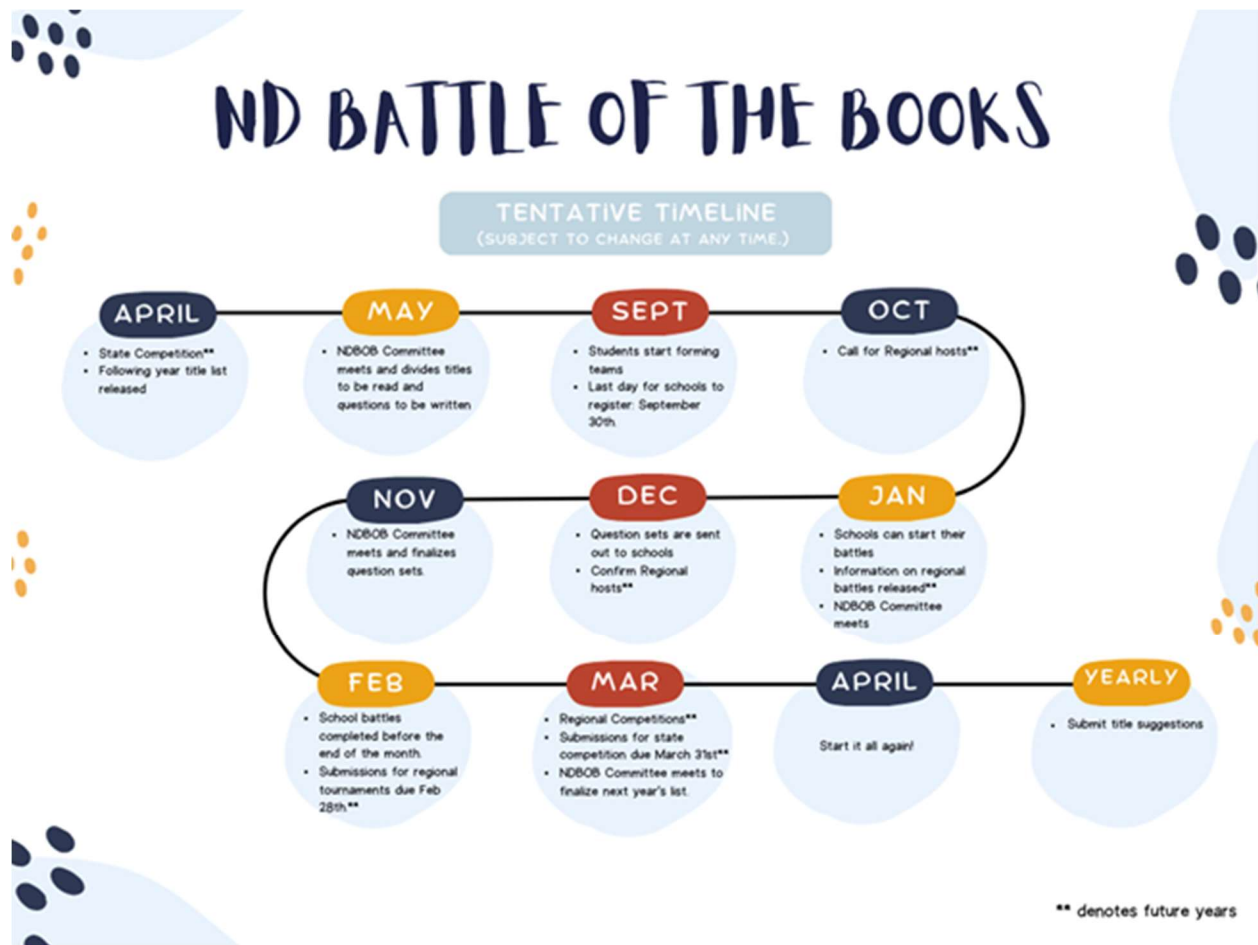 ND BATTLE OF THE BOOKS
TENTATIVE TIMELINE
(SUBJECT TO CHANGE AT ANY TIME.)
APRIL
• State Competition**
• Following year title list
released
MAY
• NDBOB Committee
meets and divides titles
to be read and
questions to be written
SEPT
• Students start forming
teams
• Last day for schools to
register: September
30th.
OCT
• Call for Regional hosts**
NOV
• NDBOB Committee
meets and finalizes
question sets.
DEC
• Question sets are sent
out to schools
• Confirm Regional
hosts**
JAN
• Schools can start their
battles
• Information on regional
battles released**
• NDBOB Committee
meets
FEB
• School battles
completed before the
end of the month.
• Submissions for regional
tournaments due Feb
28th.**
MAR
• Regional Competitions**
• Submissions for state
competition due March 31st**
• NDBOB Committee meets to
finalize next year's list.
APRIL
Start it all again!
YEARLY
• Submit title suggestions
** denotes future years